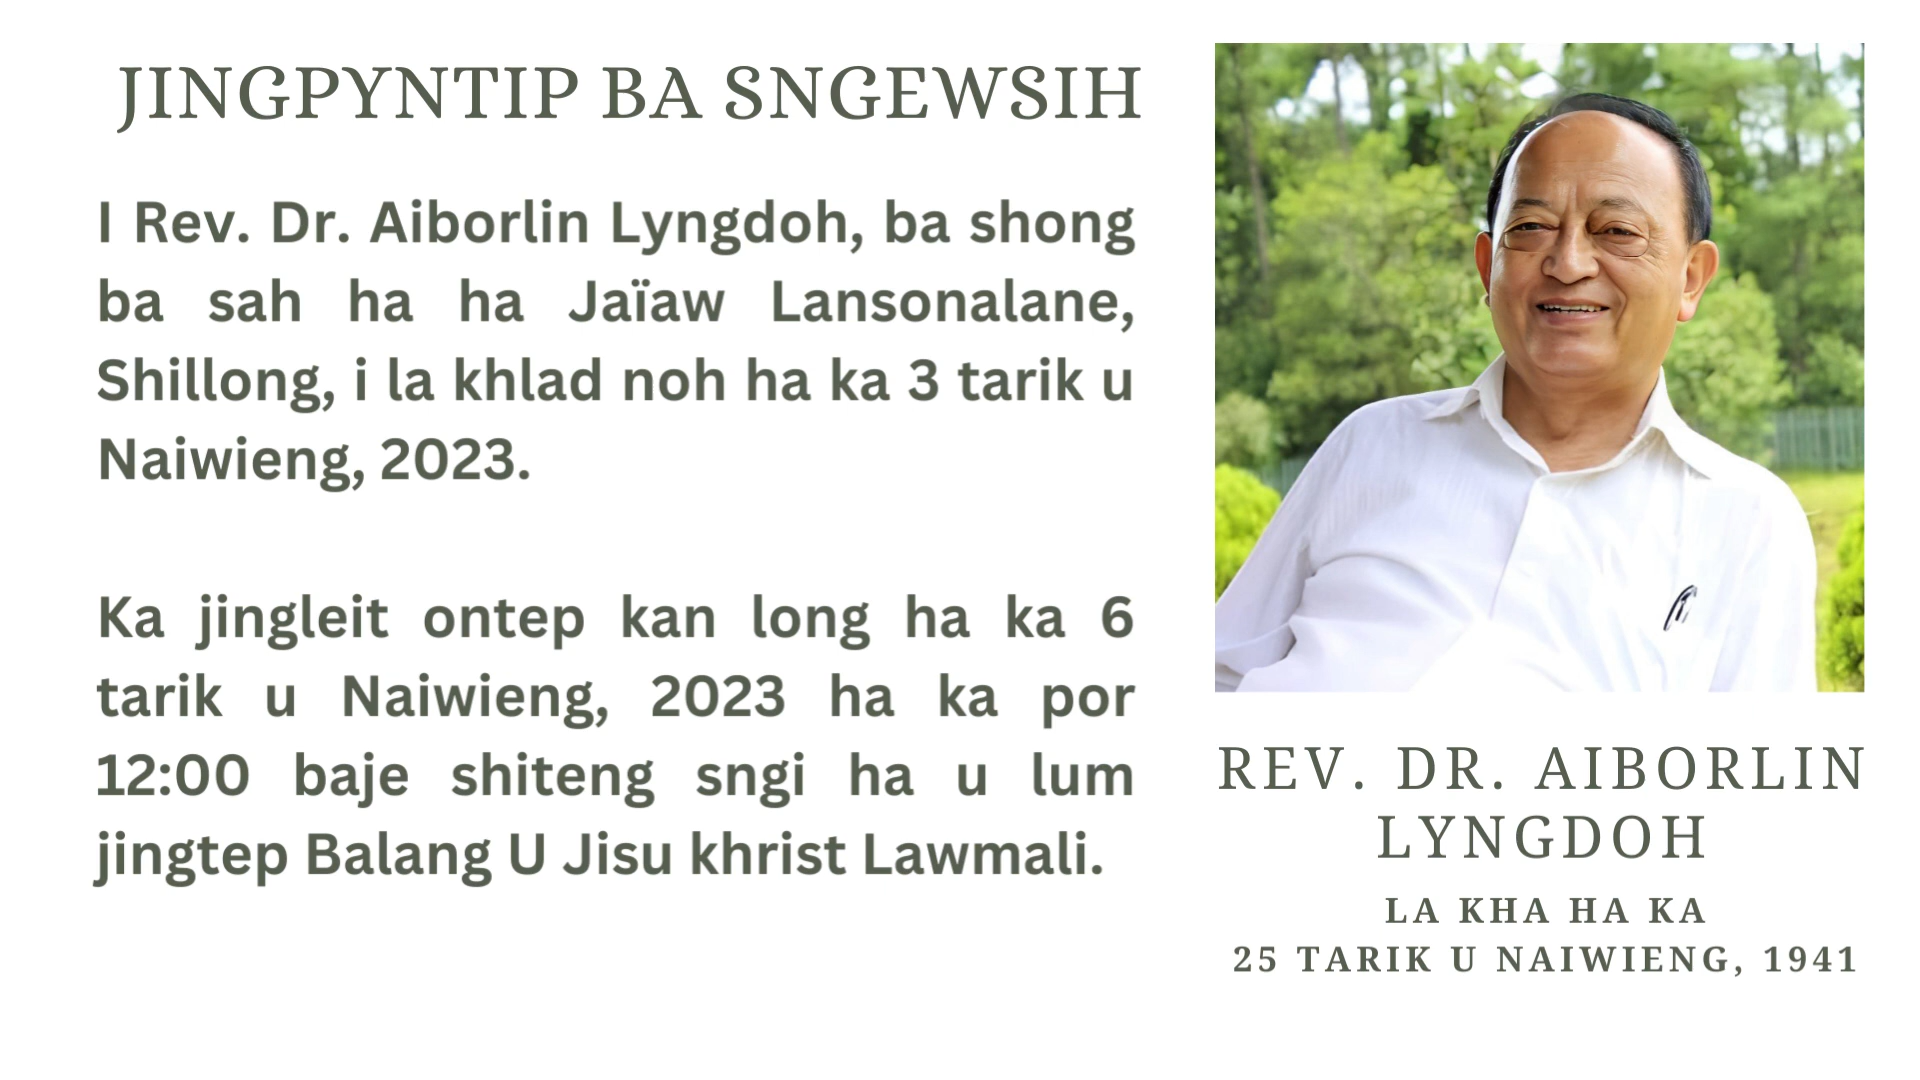 JINGPYNTIP BA SNGEWSIH
I Rev. Dr. Aiborlin Lyngdoh, ba shong
ba sah ha ha Jaïaw Lansonalane,
Shillong, i la khlad noh ha ka 3 tarik u
Naiwieng, 2023.
Ka jingleit ontep kan long ha ka 6
tarik u Naiwieng, 2023 ha ka por
12:00 baje shiteng sngi ha u lum
jingtep Balang U Jisu khrist Lawmali.
REV. DR. AIBORLIN
LYNGDOH
LA KHA HA KA
25 TARIK U NAIWIENG, 1941